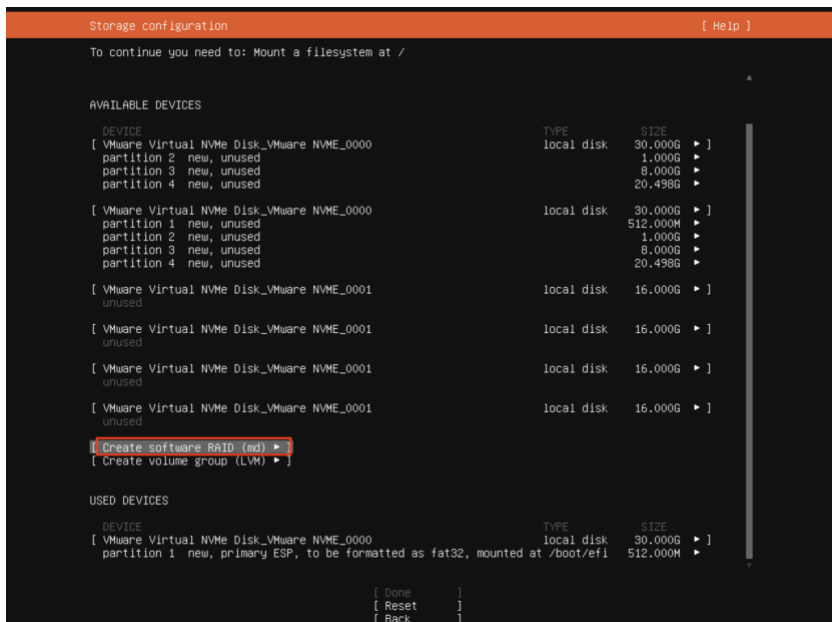 Storage configuration [ Help ]
To continue you need to: Mount a filesystem at /
AVAILABLE DEVICES
DEVICE TYPE SIZE
[ VMware Virtual NVMe Disk_VMware NVME_0000 local disk 30.000G ▸ ]
partition 2 new, unused 1.000G ▸
partition 3 new, unused 8.000G ▸
partition 4 new, unused 20.498G ▸
[ VMware Virtual NVMe Disk_VMware NVME_0000 local disk 30.000G ▸ ]
partition 1 new, unused 512.000M ▸
partition 2 new, unused 1.000G ▸
partition 3 new, unused 8.000G ▸
partition 4 new, unused 20.498G ▸
[ VMware Virtual NVMe Disk_VMware NVME_0001 local disk 16.000G ▸ ]
unused
[ VMware Virtual NVMe Disk_VMware NVME_0001 local disk 16.000G ▸ ]
unused
[ VMware Virtual NVMe Disk_VMware NVME_0001 local disk 16.000G ▸ ]
unused
[ VMware Virtual NVMe Disk_VMware NVME_0001 local disk 16.000G ▸ ]
unused
[ Create software RAID (md) ▸ ]
[ Create volume group (LVM) ▸ ]
USED DEVICES
DEVICE TYPE SIZE
[ VMware Virtual NVMe Disk_VMware NVME_0000 local disk 30.000G ▸ ]
partition 1 new, primary ESP, to be formatted as fat32, mounted at /boot/efi 512.000M ▸
[ Done ]
[ Reset ]
[ Back ]